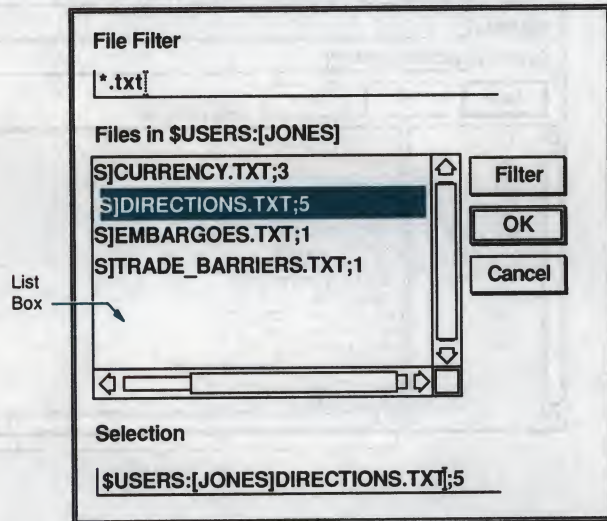 File Filter
*.txt
Files in $USERS:[JONES]
S]CURRENCY.TXT;3
S]DIRECTIONS.TXT;5
S]EMBARGOES.TXT;1
S]TRADE_BARRIERS.TXT;1
Filter
OK
Cancel
List
Box
Selection
$USERS:[JONES]DIRECTIONS.TXT;5